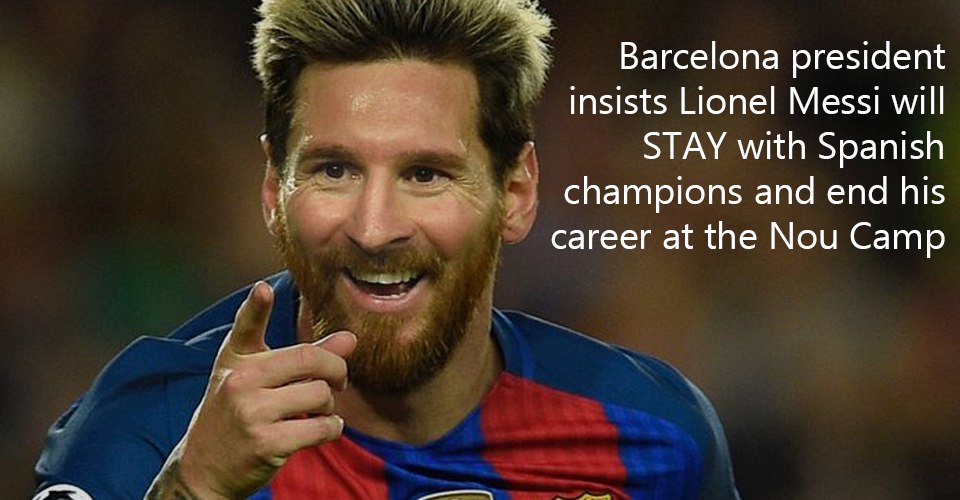 Barcelona president
insists Lionel Messi will
STAY with Spanish
champions and end his
career at the Nou Camp